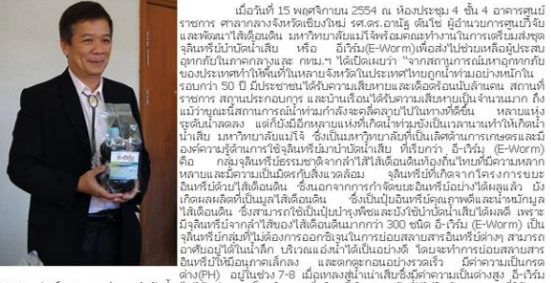 เมื่อวันที่ 15 พฤศจิกายน 2554 ณ ห้องประชุม 4 ชั้น 4 อาคารศูนย์
ราชการ ศาลากลางจังหวัดเชียงใหม่ รศ.ดร.อานัฐ ตันโช ผู้อำนวยการศูนย์วิจัย
และพัฒนาไส้เดือนดิน มหาวิทยาลัยแม่โจ้พร้อมคณะทำงานในการเตรียมส่งชุด
จุลินทรีย์บำบัดน้ำเสีย หรือ อีเวิร์ม(E-Worm)เพื่อส่งไปช่วยเหลือผู้ประสบ
อุทกภัยในภาคกลางและ กทม.ฯ ได้เปิดเผยว่า "จากสถานการณ์มหาอุทกภัย
ของประเทศทำให้พื้นที่ในหลายจังหวัดในประเทศไทยถูกน้ำท่วมอย่างหนักใน
รอบกว่า 50 ปี มีประชาชนได้รับความเสียหายและเดือดร้อนนับล้านคน สถานที่
ราชการ สถานประกอบการ และบ้านเรือนได้รับความเสียหายเป็นจำนวนมาก ถึง
แม้ว่าขณะนี้สถานการณ์น้ำท่วมกำลังจะคลี่คลายไปในทางที่ดีขึ้น หลายแห่ง
ระดับน้ำลดลง แต่ก็ยังมีอีกหลายแห่งที่เกิดน้ำท่วมขังเป็นเวลานานทำให้เกิดน้ำ
น้ำเสีย มหาวิทยาลัยแม่โจ้ ซึ่งเป็นมหาวิทยาลัยที่เป็นเลิศด้านการเกษตรและมี
องค์ความรู้ด้านการใช้จุลินทรีย์มาบำบัดน้ำเสีย ที่เรียกว่า อี-เวิร์ม (E-Worm)
คือ กลุ่มจุลินทรีย์ธรรมชาติจากลำไส้ไส้เดือนดินท้องถิ่นไทยที่มีความหลาก
หลายและมีความเป็นมิตรกับสิ่งแวดล้อม จุลินทรีย์ที่เกิดจากโครงการขยะ
อินทรีย์ด้วยไส้เดือนดิน ซึ่งนอกจากการกำจัดขยะอินทรีย์อย่างได้ผลแล้ว ยัง
เกิดผลผลิตที่เป็นมูลไส้เดือนดิน ซึ่งเป็นปุ๋ยอินทรีย์คุณภาพดีและน้ำหมักมูล
ไส้เดือนดิน ซึ่งสามารถใช้เป็นปุ๋ยบำรุงพืชและยังใช้บำบัดน้ำเสียได้ผลดี เพราะ
มีจุลินทรีย์จากลำไส้ของไส้เดือนดินมากกว่า 300 ชนิด อี-เวิร์ม (E-Worm) เป็น
จุลินทรีย์กลุ่มที่ไม่ต้องการออกซิเจนในการย่อยสลายสารอินทรีย์ต่างๆ สามารถ
อาศัยอยู่ได้ในน้ำลึก บริเวณแอ่งน้ำได้เป็นอย่างดี โดยจะทำการย่อยสลายสาร
อินทรีย์ให้มีอนุภาคเล็กลง และตกตะกอนอย่างรวดเร็ว มีค่าความเป็นกรด
ต่าง(PH) อยู่ในช่วง 7-8 เมื่อเทลงสู่น้ำเน่าเสียซึ่งมีค่าความเป็นด่างสูง อี-เวิร์ม